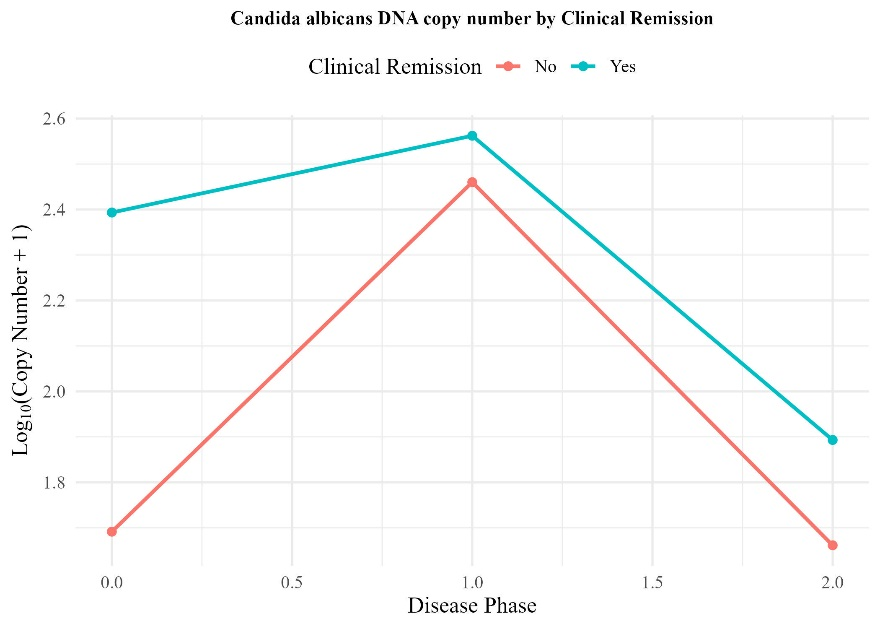 Candida albicans DNA copy number by Clinical Remission
Clinical Remission No Yes
Log₁₀(Copy Number + 1)
2.6
2.4
2.2
2.0
1.8
0.0 0.5 1.0 1.5 2.0
Disease Phase